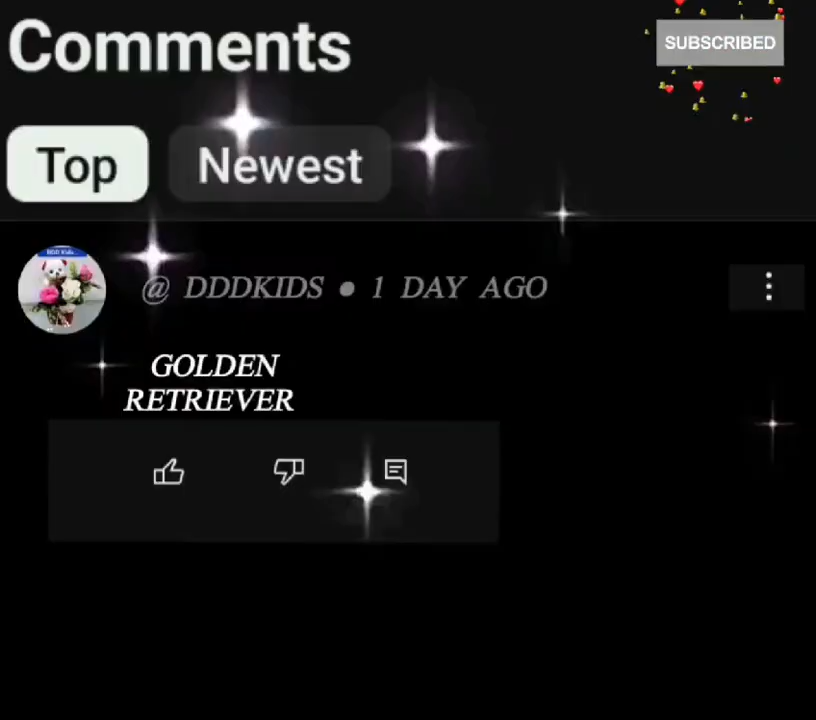 Comments
SUBSCRIBED
Top
Newest
@ DDDKIDS • 1 DAY AGO
GOLDEN
RETRIEVER